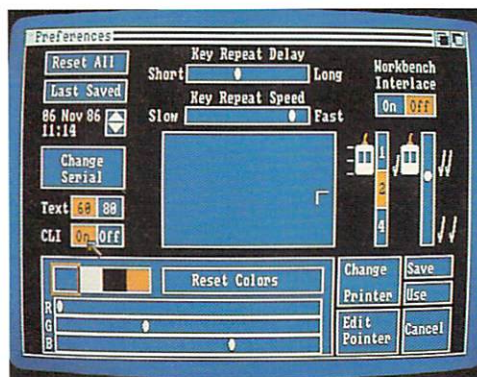 Preferences
Reset All
Last Saved
06 Nov 86
11:14
Change
Serial
Text 60 80
CLI On Off
Key Repeat Delay
Short Long
Key Repeat Speed
Slow Fast
Workbench
Interlace
On Off
1
2
4
Reset Colors
R
G
B
Change
Printer
Save
Use
Edit
Pointer
Cancel